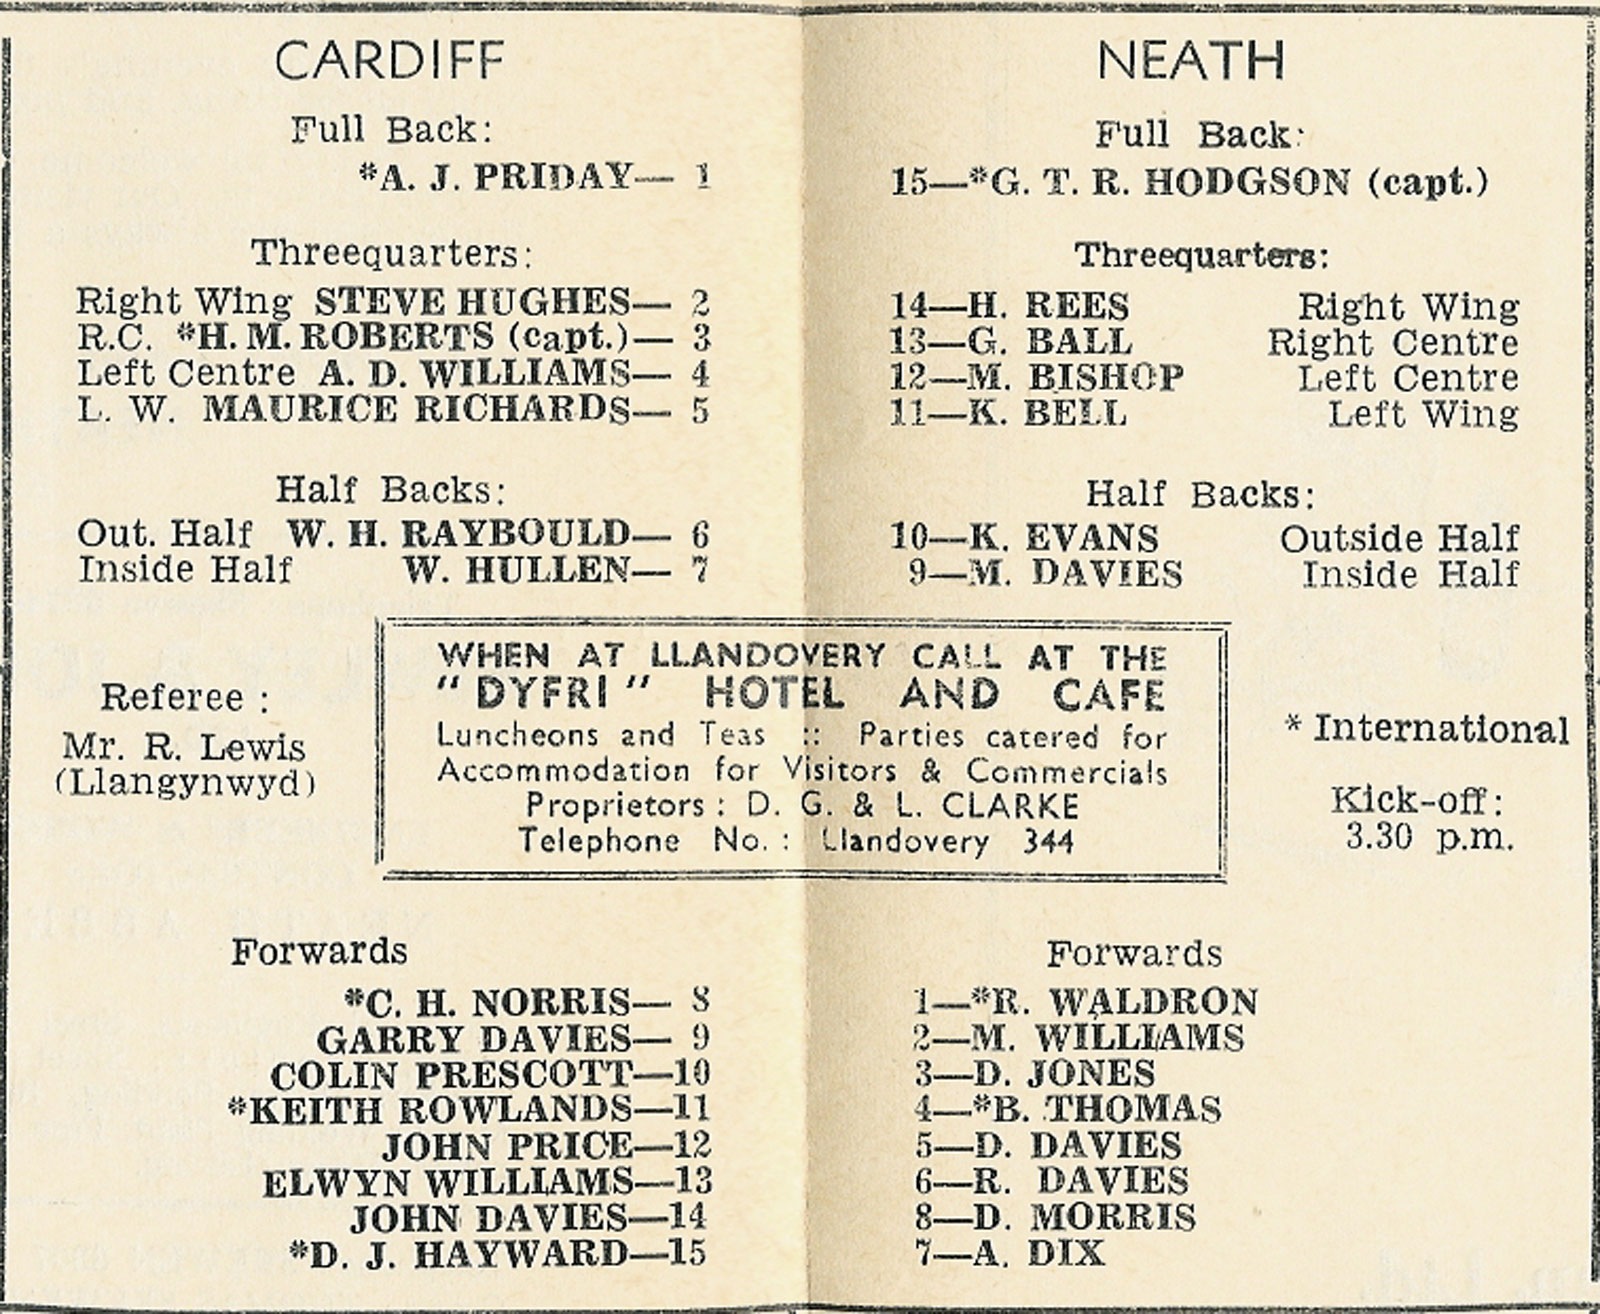 CARDIFF
Full Back:
*A. J. PRIDAY— 1
Threequarters:
Right Wing STEVE HUGHES— 2
R.C. *H. M. ROBERTS (capt.)— 3
Left Centre A. D. WILLIAMS— 4
L. W. MAURICE RICHARDS— 5
Half Backs:
Out. Half W. H. RAYBOULD— 6
Inside Half W. HULLEN— 7
NEATH
Full Back:
15—*G. T. R. HODGSON (capt.)
Threequarters:
14—H. REES Right Wing
13—G. BALL Right Centre
12—M. BISHOP Left Centre
11—K. BELL Left Wing
Half Backs:
10—K. EVANS Outside Half
9—M. DAVIES Inside Half
Referee :
Mr. R. Lewis
(Llangynwyd)
WHEN AT LLANDOVERY CALL AT THE
"DYFRI" HOTEL AND CAFE
Luncheons and Teas :: Parties catered for
Accommodation for Visitors & Commercials
Proprietors : D. G. & L. CLARKE
Telephone No. : Llandovery 344
* International
Kick-off:
3.30 p.m.
Forwards
*C. H. NORRIS— 8
GARRY DAVIES— 9
COLIN PRESCOTT—10
*KEITH ROWLANDS—11
JOHN PRICE—12
ELWYN WILLIAMS—13
JOHN DAVIES—14
*D. J. HAYWARD—15
Forwards
1—*R. WALDRON
2—M. WILLIAMS
3—D. JONES
4—*B. THOMAS
5—D. DAVIES
6—R. DAVIES
8—D. MORRIS
7—A. DIX